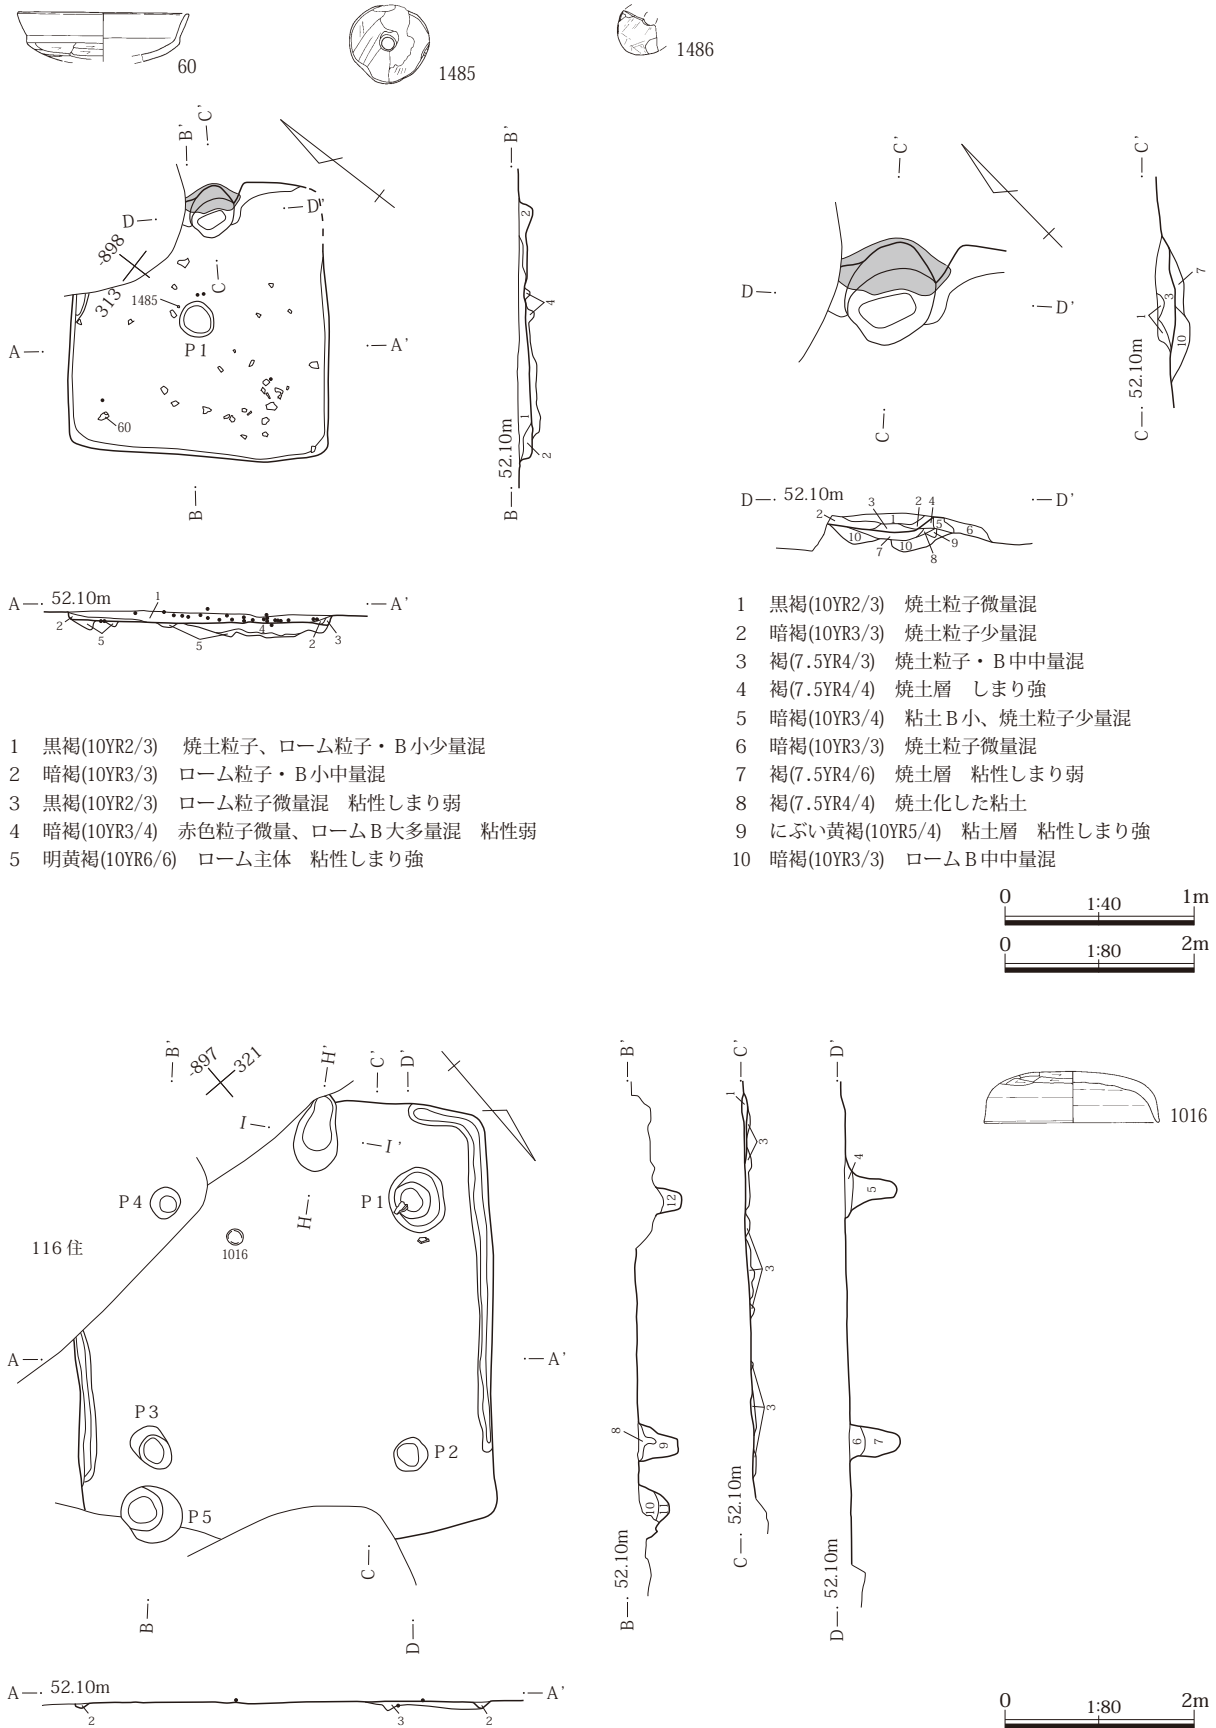 60
1485
1486
B'
C'
D
D'
-898
313
C
1485
P1
A
A'
60
B
B'
2
4
1
2
B 52.10m
C'
D
D'
C
C'
7
3
1
10
C 52.10m
D 52.10m D'
2 3 1 2 4 5 6
10 7 10 8 9
A 52.10m 1 A'
2 5 5 4 2 3
1 黒褐(10YR2/3) 焼土粒子、ローム粒子・B小少量混
2 暗褐(10YR3/3) ローム粒子・B小中量混
3 黒褐(10YR2/3) ローム粒子微量混 粘性しまり弱
4 暗褐(10YR3/4) 赤色粒子微量、ロームB大多量混 粘性弱
5 明黄褐(10YR6/6) ローム主体 粘性しまり強
1 黒褐(10YR2/3) 焼土粒子微量混
2 暗褐(10YR3/3) 焼土粒子少量混
3 褐(7.5YR4/3) 焼土粒子・B中中量混
4 褐(7.5YR4/4) 焼土層 しまり強
5 暗褐(10YR3/4) 粘土B小、焼土粒子少量混
6 暗褐(10YR3/3) 焼土粒子微量混
7 褐(7.5YR4/6) 焼土層 粘性しまり弱
8 褐(7.5YR4/4) 焼土化した粘土
9 にぶい黄褐(10YR5/4) 粘土層 粘性しまり強
10 暗褐(10YR3/3) ロームB中中量混
0 1:40 1m
0 1:80 2m
B'
-897
321
H'
C'
D'
I
I'
P4
P1
H
1016
116住
A
A'
P3
P2
P5
C
B
D
B'
12
8
9
10
11
B 52.10m
C'
1
3
3
3
C 52.10m
D'
4
5
6
7
D 52.10m
1016
A 52.10m A'
2 3 2
0 1:80 2m